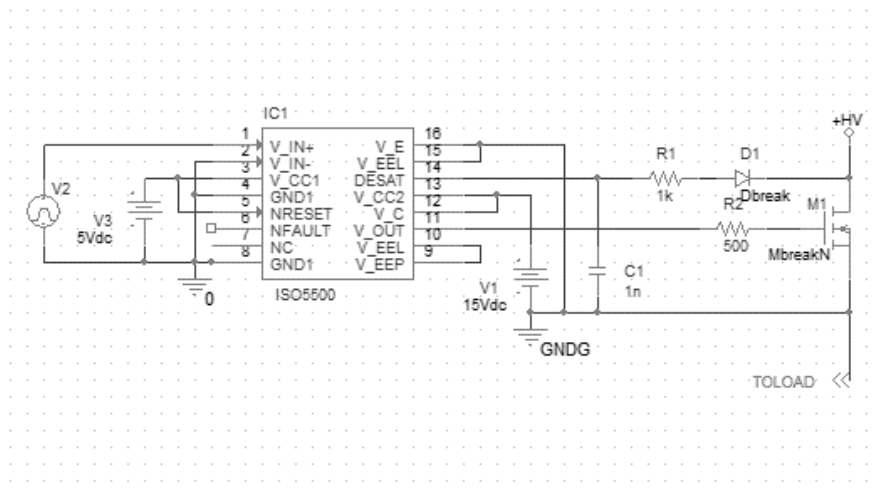 IC1
1
2
3
4
5
6
7
8
V_IN+
V_IN-
V_CC1
GND1
NRESET
NFAULT
NC
GND1
V_E
V_EEL
DESAT
V_CC2
V_C
V_OUT
V_EEL
V_EEP
16
15
14
13
12
11
10
9
ISO5500
V2
V3
5Vdc
0
V1
15Vdc
GNDG
C1
1n
R1
1k
D1
Dbreak
R2
500
+HV
M1
MbreakN
TOLOAD